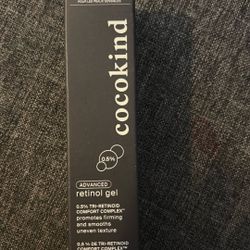 POUR LES PEAUX SENSIBLES
cocokind
0.5%
ADVANCED
retinol gel
0.5% TRI-RETINOID
COMFORT COMPLEX™
promotes firming
and smooths
uneven texture
0.5 % DE TRI-RETINOID
COMFORT COMPLEX™